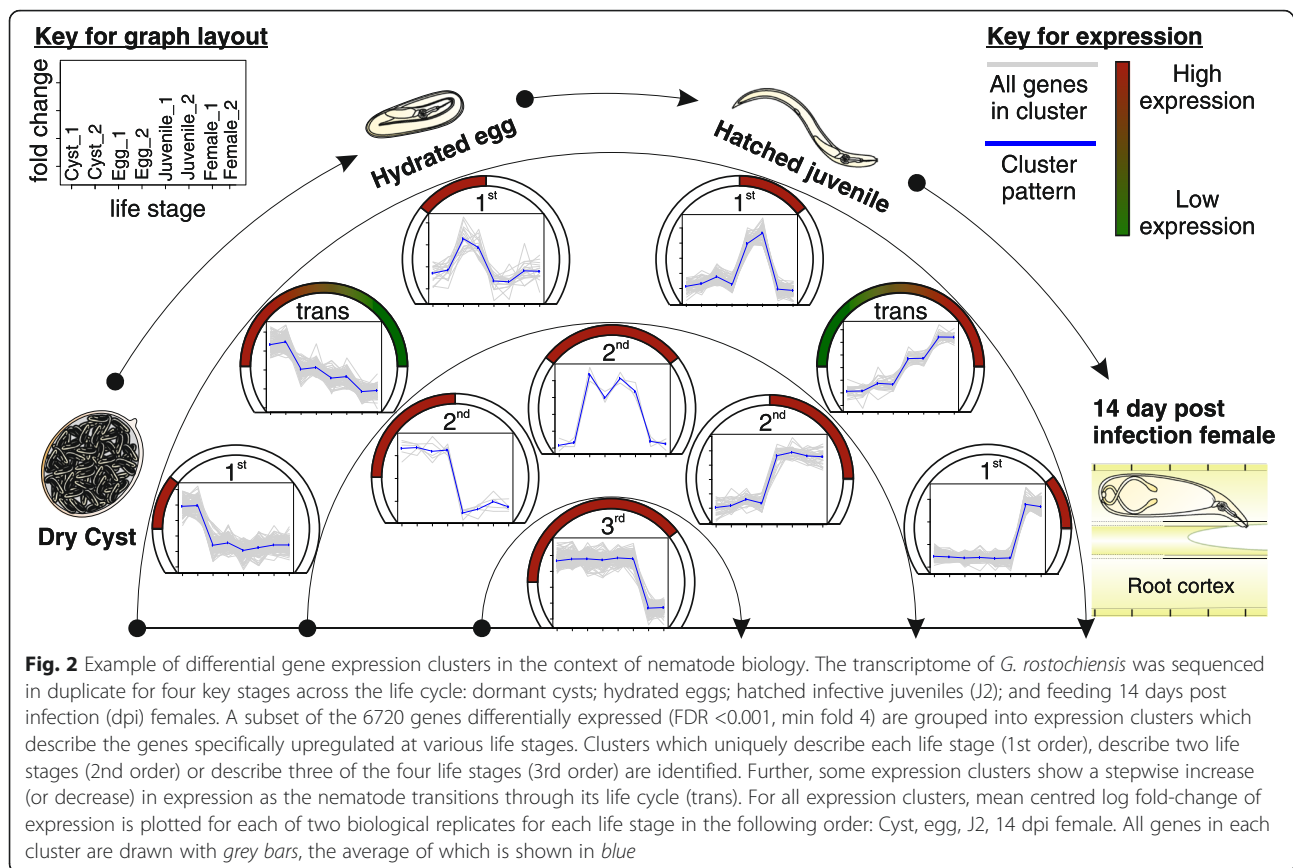 Key for graph layout
fold change
Cyst_1
Cyst_2
Egg_1
Egg_2
Juvenile_1
Juvenile_2
Female_1
Female_2
life stage
Hydrated egg
Hatched juvenile
Key for expression
All genes
in cluster
Cluster
pattern
High
expression
Low
expression
1st
1st
trans
trans
2nd
2nd
2nd
1st
1st
3rd
Dry Cyst
14 day post
infection female
Root cortex
Fig. 2 Example of differential gene expression clusters in the context of nematode biology. The transcriptome of G. rostochiensis was sequenced
in duplicate for four key stages across the life cycle: dormant cysts; hydrated eggs; hatched infective juveniles (J2); and feeding 14 days post
infection (dpi) females. A subset of the 6720 genes differentially expressed (FDR <0.001, min fold 4) are grouped into expression clusters which
describe the genes specifically upregulated at various life stages. Clusters which uniquely describe each life stage (1st order), describe two life
stages (2nd order) or describe three of the four life stages (3rd order) are identified. Further, some expression clusters show a stepwise increase
(or decrease) in expression as the nematode transitions through its life cycle (trans). For all expression clusters, mean centred log fold-change of
expression is plotted for each of two biological replicates for each life stage in the following order: Cyst, egg, J2, 14 dpi female. All genes in each
cluster are drawn with grey bars, the average of which is shown in blue